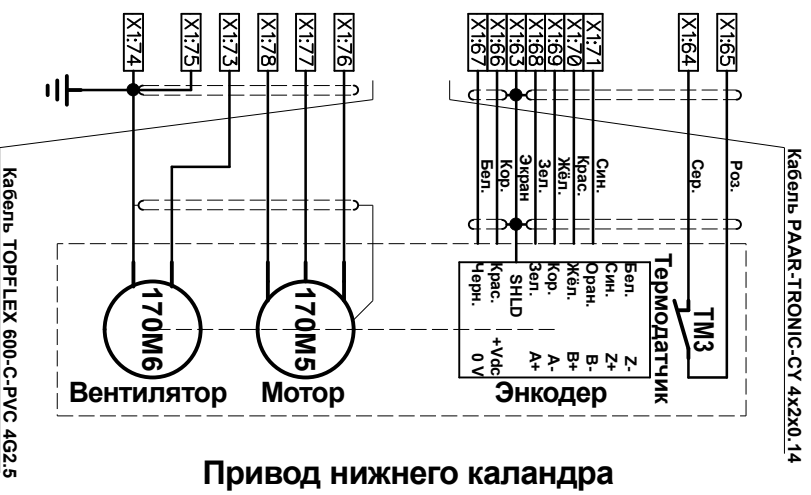 X1:74
X1:75
X1:73
X1:78
X1:77
X1:76
X1:67
X1:66
X1:63
X1:68
X1:69
X1:70
X1:71
X1:64
X1:65
Бел.
Кор.
Экран
Зел.
Жёл.
Крас.
Син.
Сер.
Роз.
Кабель TOPFLEX 600-C-PVC 4G2.5
Кабель PAAR-TRONIC-CY 4x2x0.14
170M6
Вентилятор
170M5
Мотор
Черн.
Крас.
SHLD
Зел.
Кор.
Жёл.
Оран.
Син.
Бел.
0 V
+Vdc
A+
A-
B+
B-
Z+
Z-
Энкодер
Термодатчик
TM3
Привод нижнего каландра